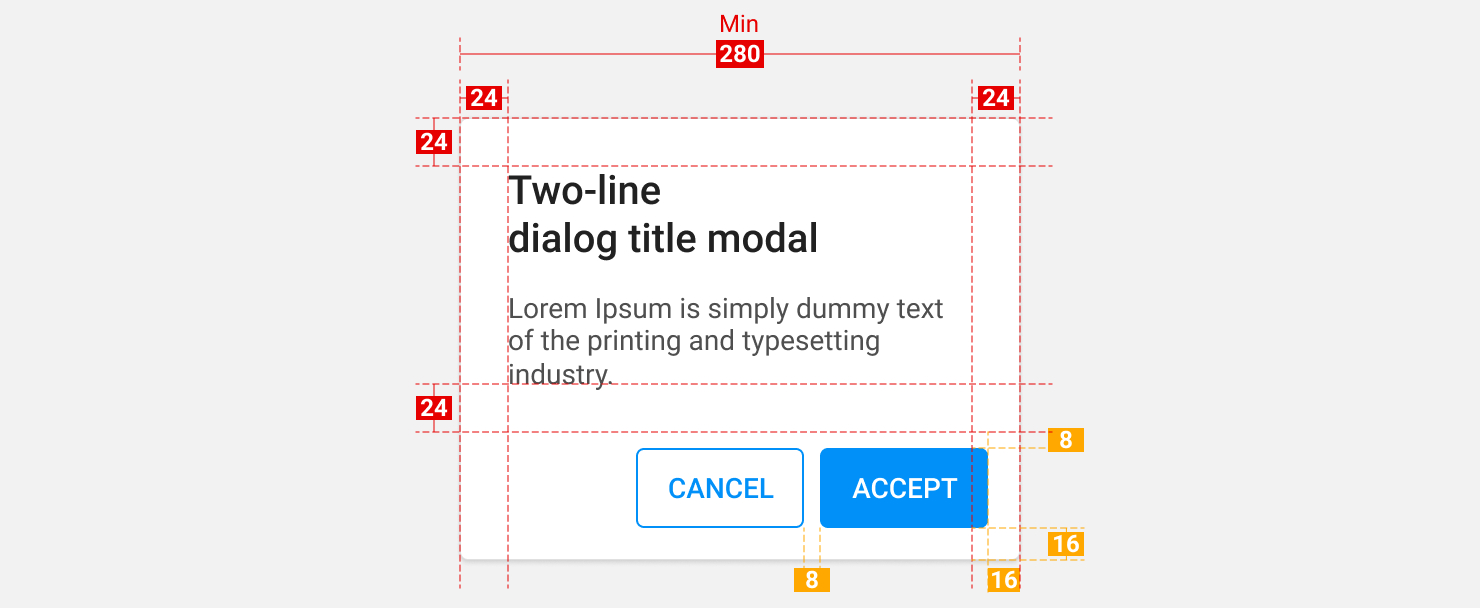 Min
280
24
24
24
Two-line
dialog title modal
Lorem Ipsum is simply dummy text
of the printing and typesetting
industry.
24
8
CANCEL
ACCEPT
16
8
16